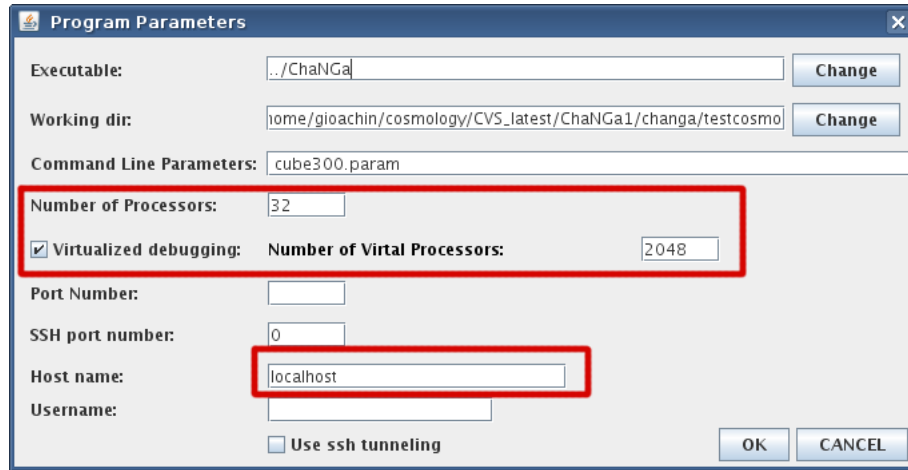 Program Parameters
Executable: ../ChaNGa Change
Working dir: home/gioachin/cosmology/CVS_latest/ChaNGa1/changa/testcosmo Change
Command Line Parameters: cube300.param
Number of Processors: 32
Virtualized debugging: Number of Virtal Processors: 2048
Port Number:
SSH port number: 0
Host name: localhost
Username:
Use ssh tunneling OK CANCEL